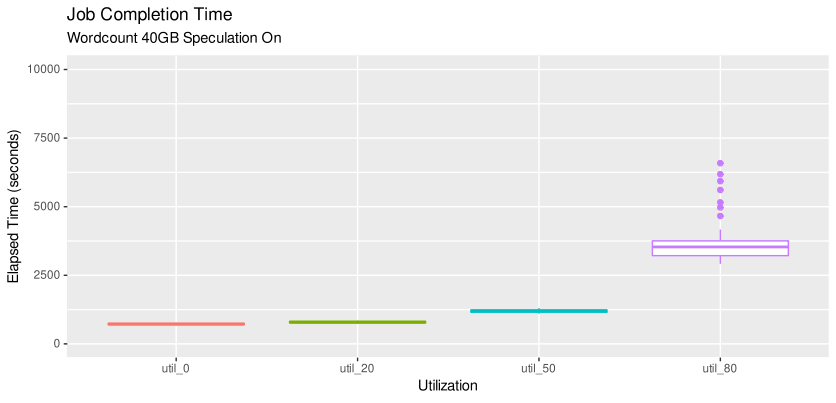 Job Completion Time
Wordcount 40GB Speculation On
Elapsed Time (seconds)
10000
7500
5000
2500
0
util_0
util_20
util_50
util_80
Utilization